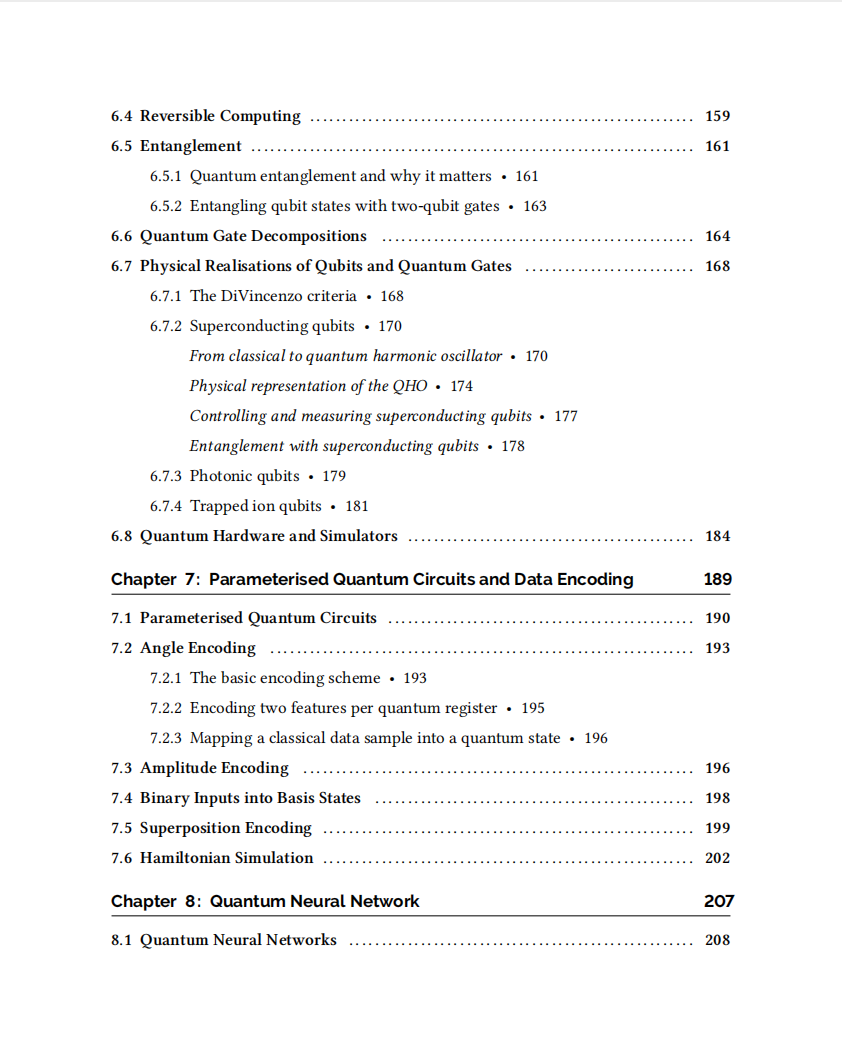 6.4 Reversible Computing ........................................................... 159
6.5 Entanglement .................................................................... 161
6.5.1 Quantum entanglement and why it matters • 161
6.5.2 Entangling qubit states with two-qubit gates • 163
6.6 Quantum Gate Decompositions ................................................ 164
6.7 Physical Realisations of Qubits and Quantum Gates .......................... 168
6.7.1 The DiVincenzo criteria • 168
6.7.2 Superconducting qubits • 170
From classical to quantum harmonic oscillator • 170
Physical representation of the QHO • 174
Controlling and measuring superconducting qubits • 177
Entanglement with superconducting qubits • 178
6.7.3 Photonic qubits • 179
6.7.4 Trapped ion qubits • 181
6.8 Quantum Hardware and Simulators ............................................ 184
Chapter 7: Parameterised Quantum Circuits and Data Encoding 189
7.1 Parameterised Quantum Circuits ............................................... 190
7.2 Angle Encoding ................................................................. 193
7.2.1 The basic encoding scheme • 193
7.2.2 Encoding two features per quantum register • 195
7.2.3 Mapping a classical data sample into a quantum state • 196
7.3 Amplitude Encoding ............................................................ 196
7.4 Binary Inputs into Basis States ................................................. 198
7.5 Superposition Encoding ......................................................... 199
7.6 Hamiltonian Simulation ......................................................... 202
Chapter 8: Quantum Neural Network 207
8.1 Quantum Neural Networks ..................................................... 208